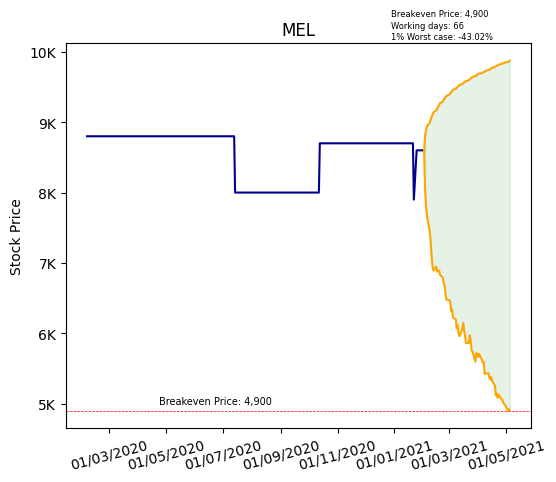 Breakeven Price: 4,900
Working days: 66
1% Worst case: -43.02%
MEL
Stock Price
10K
9K
8K
7K
6K
5K
Breakeven Price: 4,900
01/03/2020
01/05/2020
01/07/2020
01/09/2020
01/11/2020
01/01/2021
01/03/2021
01/05/2021